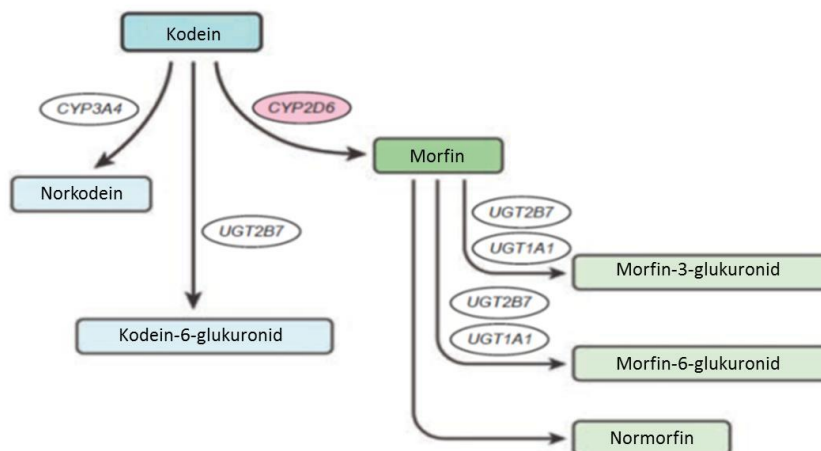 Kodein
CYP3A4
CYP2D6
Morfin
Norkodein
UGT2B7
UGT2B7
UGT1A1
Morfin-3-glukuronid
UGT2B7
Kodein-6-glukuronid
UGT1A1
Morfin-6-glukuronid
Normorfin